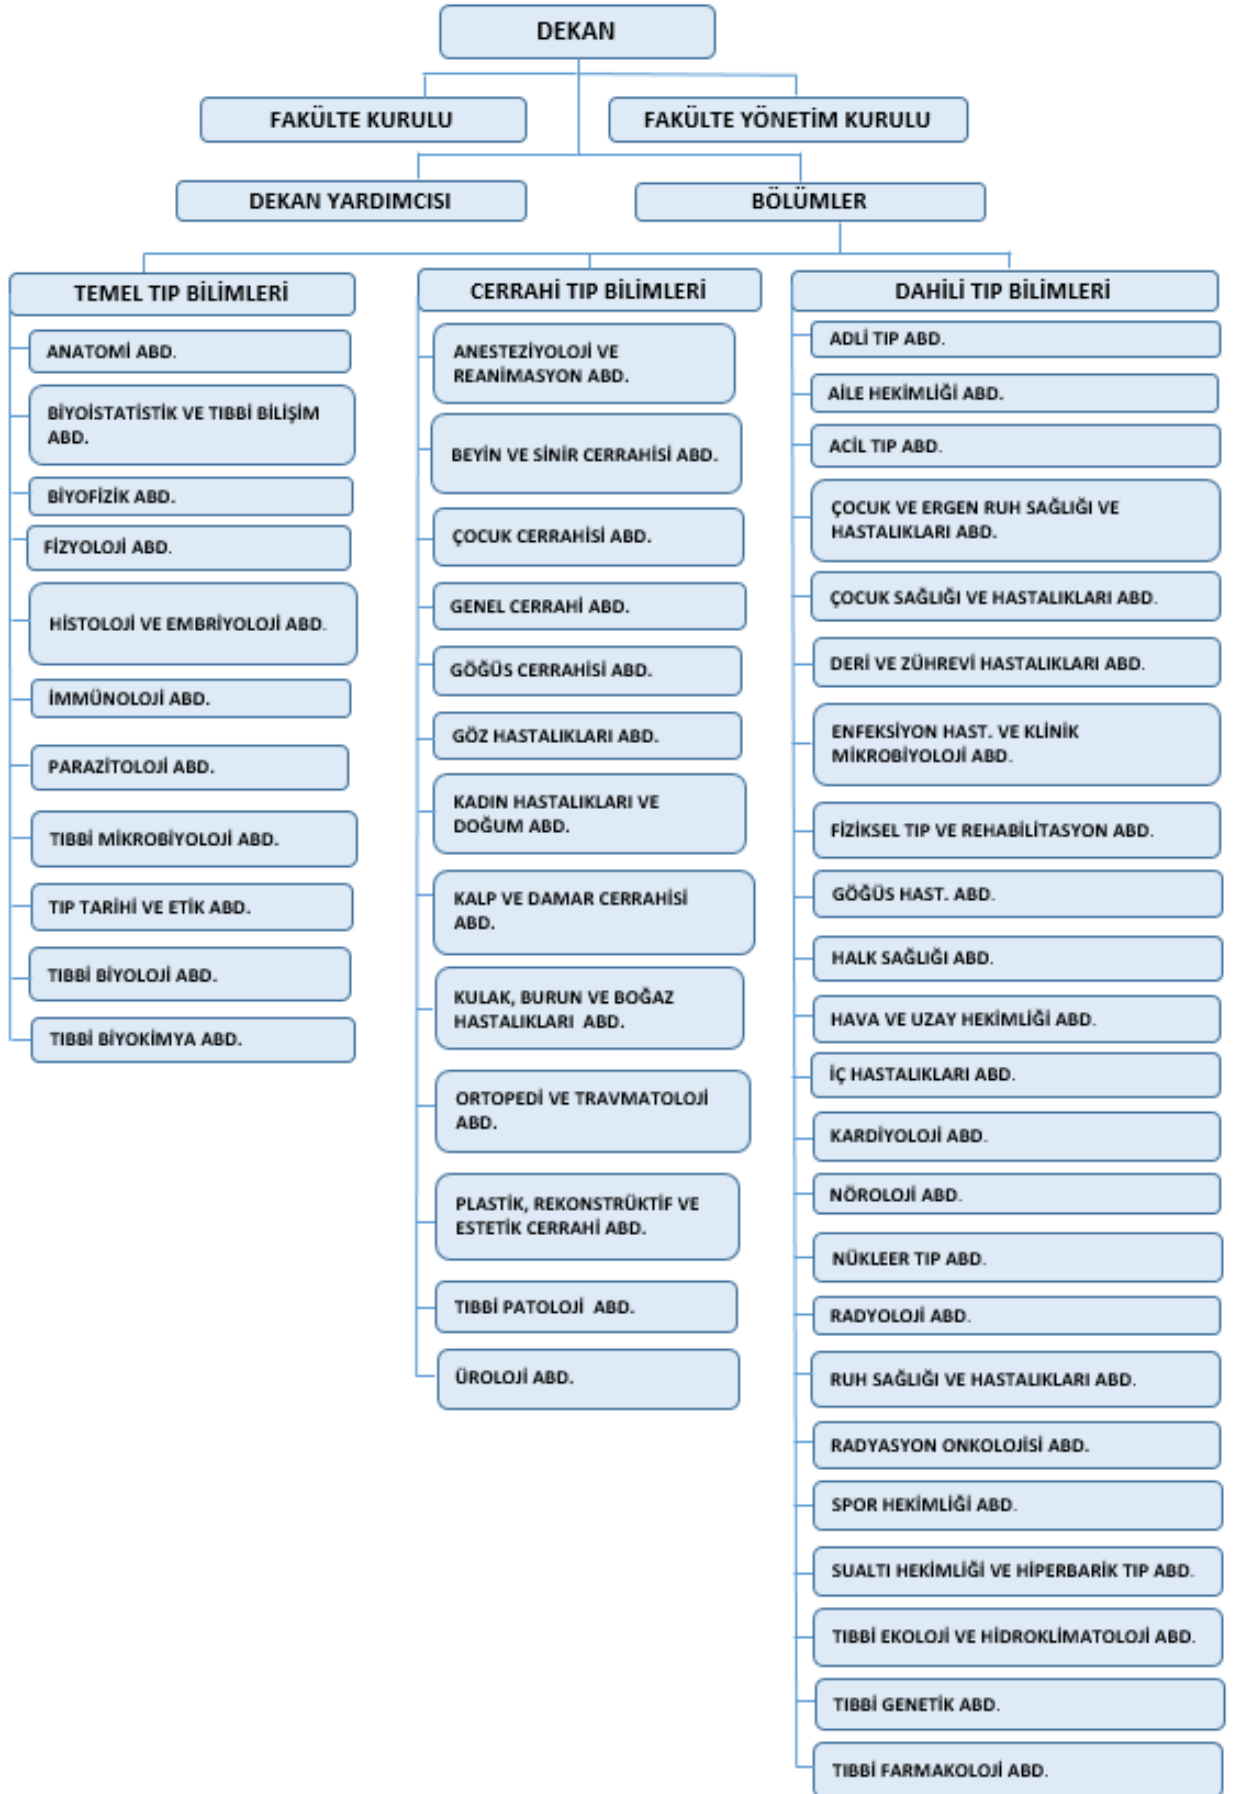 DEKAN
FAKÜLTE KURULU
FAKÜLTE YÖNETİM KURULU
DEKAN YARDIMCISI
BÖLÜMLER
TEMEL TIP BİLİMLERİ
ANATOMİ ABD.
BİYOİSTATİSTİK VE TIBBİ BİLİŞİM
ABD.
BİYOFİZİK ABD.
FİZYOLOJİ ABD.
HİSTOLOJİ VE EMBRİYOLOJİ ABD.
İMMÜNOLOJİ ABD.
PARAZİTOLOJİ ABD.
TIBBİ MİKROBİYOLOJİ ABD.
TIP TARİHİ VE ETİK ABD.
TIBBİ BİYOLOJİ ABD.
TIBBİ BİYOKİMYA ABD.
CERRAHİ TIP BİLİMLERİ
ANESTEZİYOLOJİ VE
REANİMASYON ABD.
BEYİN VE SİNİR CERRAHİSİ ABD.
ÇOCUK CERRAHİSİ ABD.
GENEL CERRAHİ ABD.
GÖĞÜS CERRAHİSİ ABD.
GÖZ HASTALIKLARI ABD.
KADIN HASTALIKLARI VE
DOĞUM ABD.
KALP VE DAMAR CERRAHİSİ
ABD.
KULAK, BURUN VE BOĞAZ
HASTALIKLARI ABD.
ORTOPEDİ VE TRAVMATOLOJİ
ABD.
PLASTİK, REKONSTRÜKTİF VE
ESTETİK CERRAHİ ABD.
TIBBİ PATOLOJİ ABD.
ÜROLOJİ ABD.
DAHİLİ TIP BİLİMLERİ
ADLİ TIP ABD.
AİLE HEKİMLİĞİ ABD.
ACİL TIP ABD.
ÇOCUK VE ERGEN RUH SAĞLIĞI VE
HASTALIKLARI ABD.
ÇOCUK SAĞLIĞI VE HASTALIKLARI ABD.
DERİ VE ZÜHREVİ HASTALIKLARI ABD.
ENFEKSİYON HAST. VE KLİNİK
MİKROBİYOLOJİ ABD.
FİZİKSEL TIP VE REHABİLİTASYON ABD.
GÖĞÜS HAST. ABD.
HALK SAĞLIĞI ABD.
HAVA VE UZAY HEKİMLİĞİ ABD.
İÇ HASTALIKLARI ABD.
KARDİYOLOJİ ABD.
NÖROLOJİ ABD.
NÜKLEER TIP ABD.
RADYOLOJİ ABD.
RUH SAĞLIĞI VE HASTALIKLARI ABD.
RADYASYON ONKOLOJİSİ ABD.
SPOR HEKİMLİĞİ ABD.
SUALTI HEKİMLİĞİ VE HİPERBARİK TIP ABD.
TIBBİ EKOLOJİ VE HİDROKLİMATOLOJİ ABD.
TIBBİ GENETİK ABD.
TIBBİ FARMAKOLOJİ ABD.